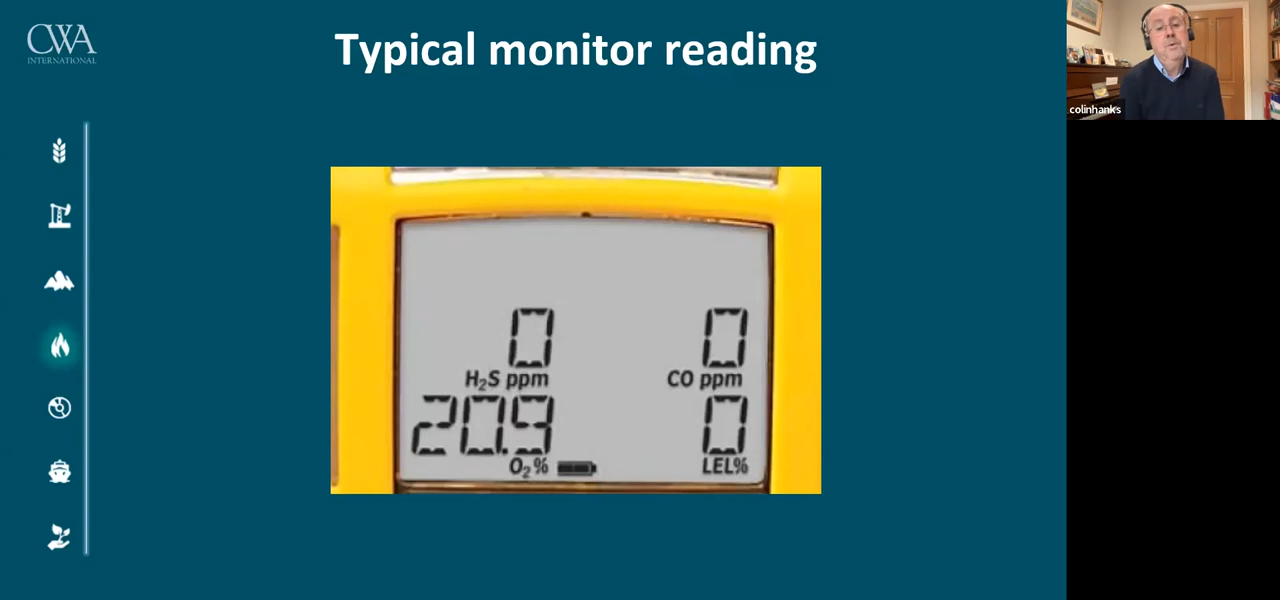 CWA
INTERNATIONAL
Typical monitor reading
colinhanks
0
0
H₂S ppm
CO ppm
20.9
0
O₂%
LEL%